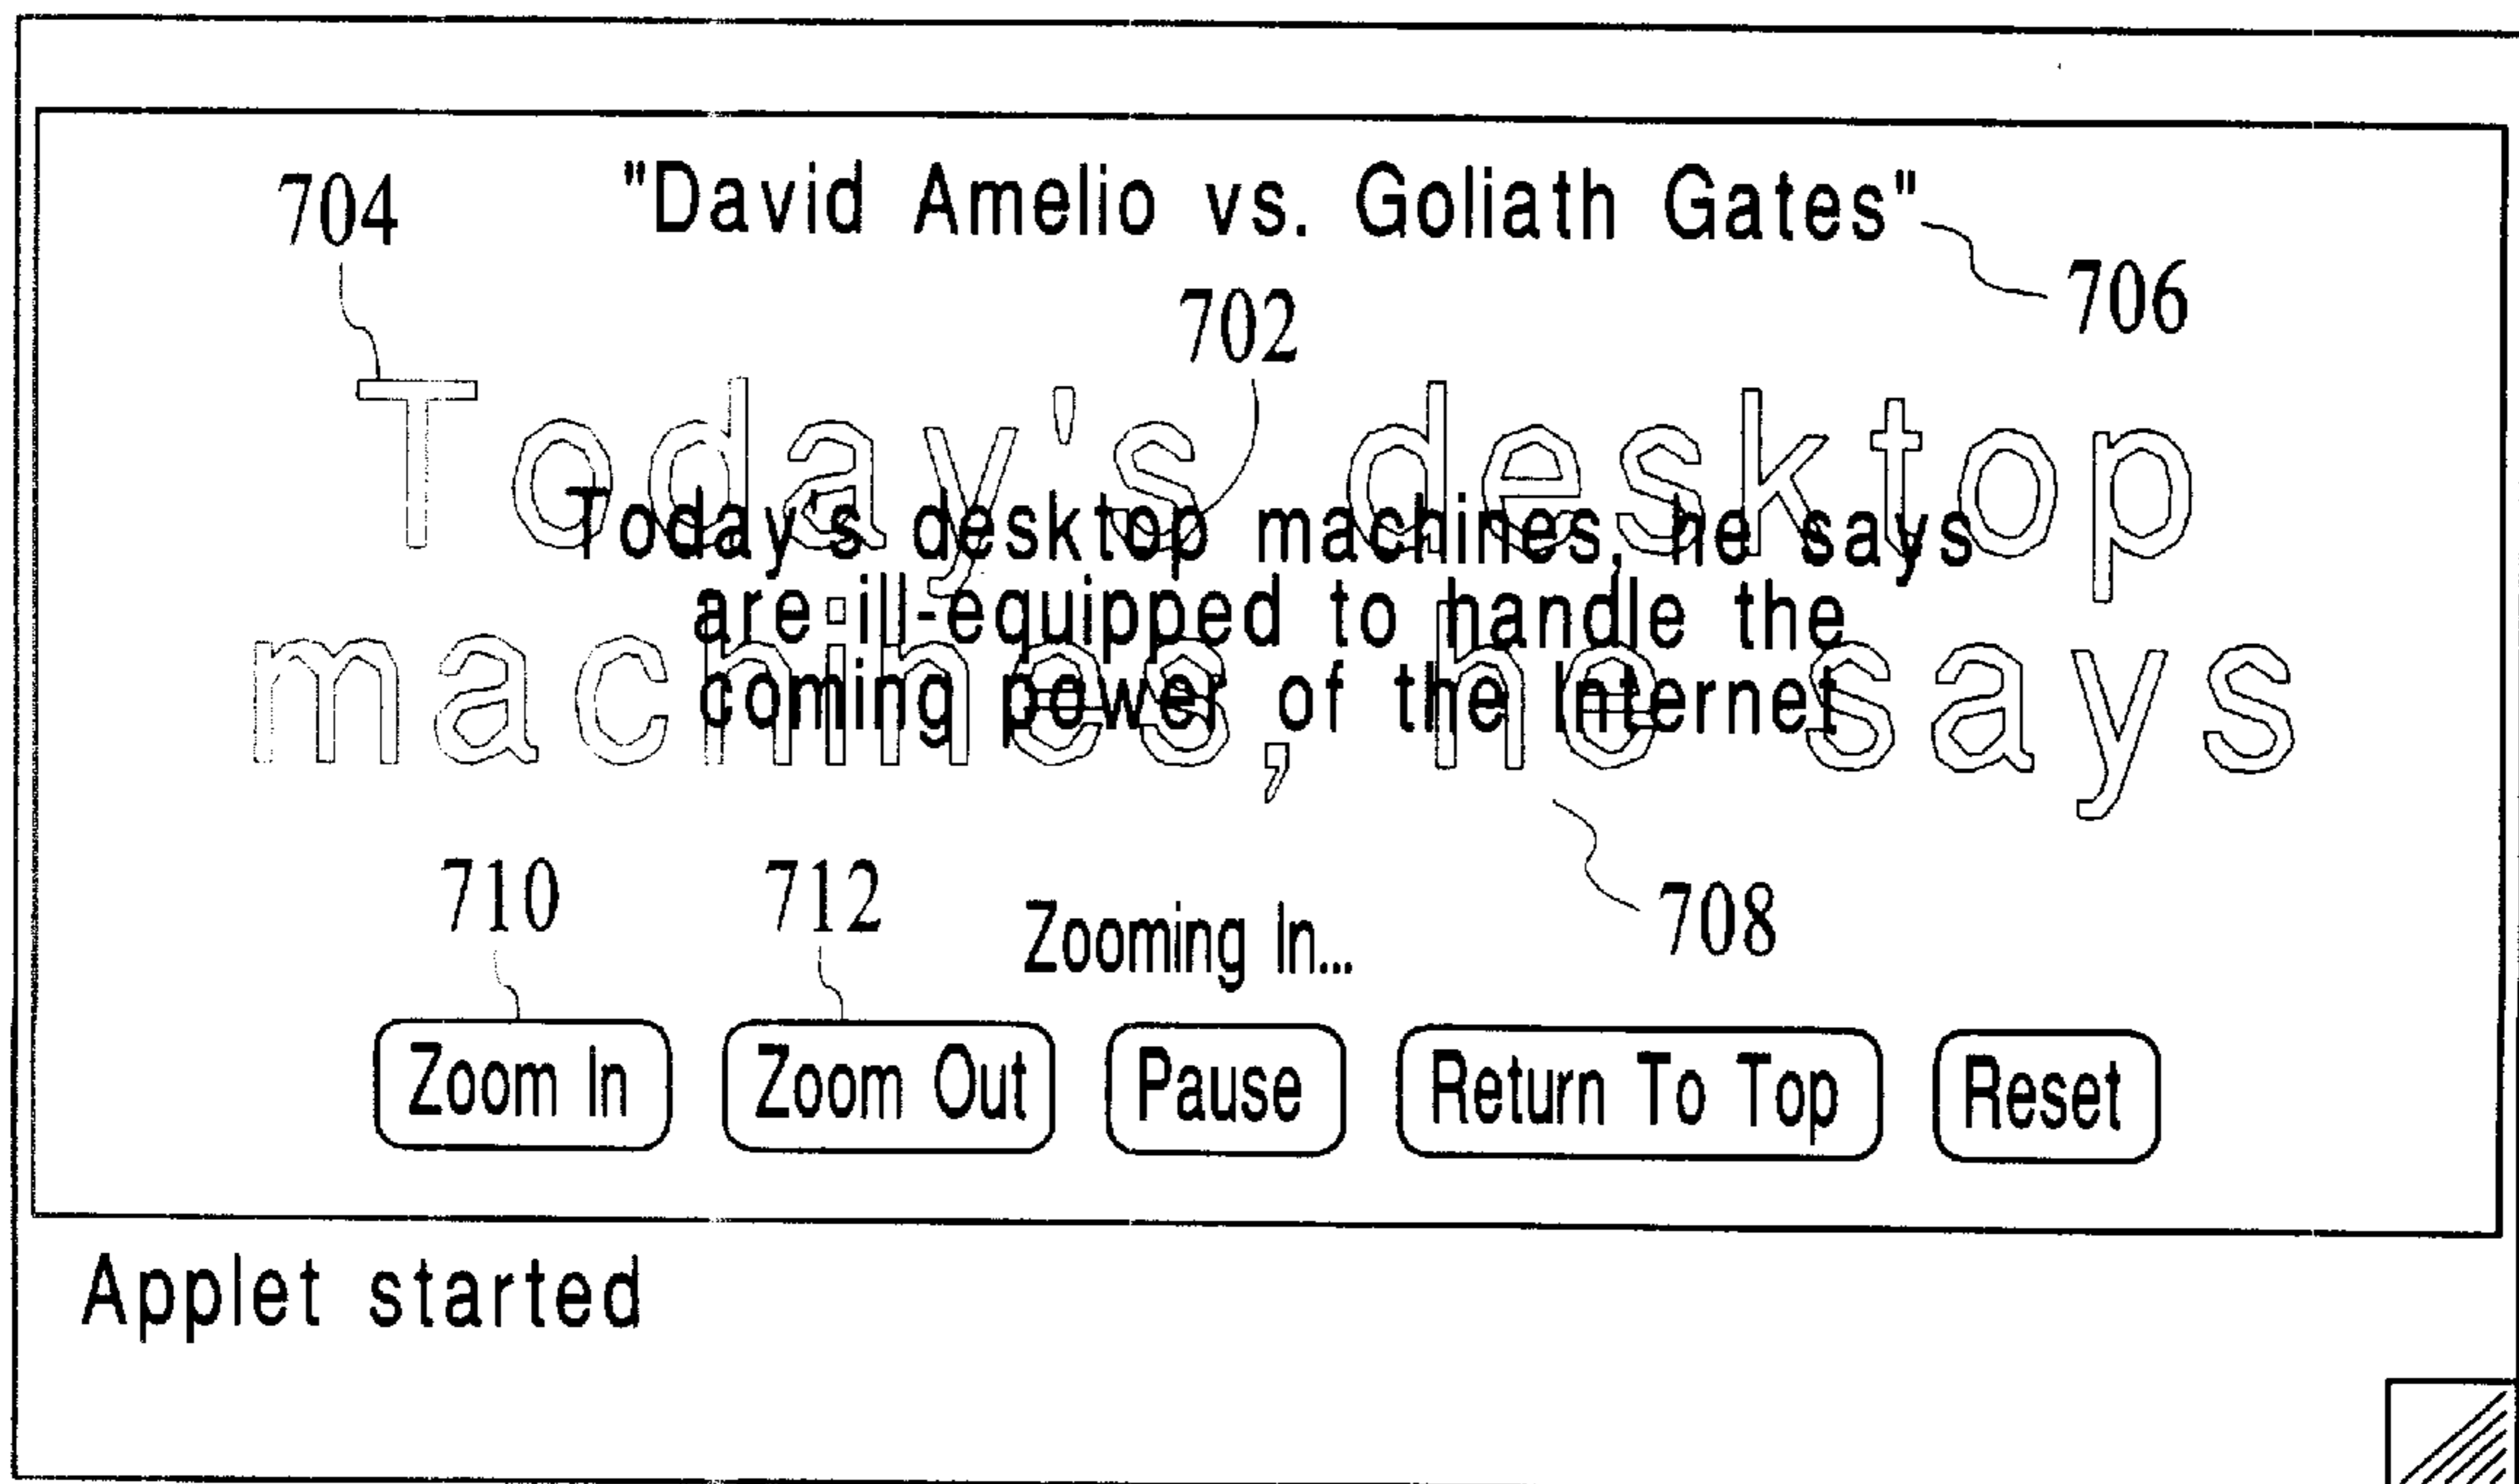 704
"David Amelio vs. Goliath Gates"
706
702
Today's desktop
machines, he says
Today's desktop machines, he says
are ill-equipped to handle the
coming power of the Internet
710
712
Zooming In...
708
Zoom In
Zoom Out
Pause
Return To Top
Reset
Applet started